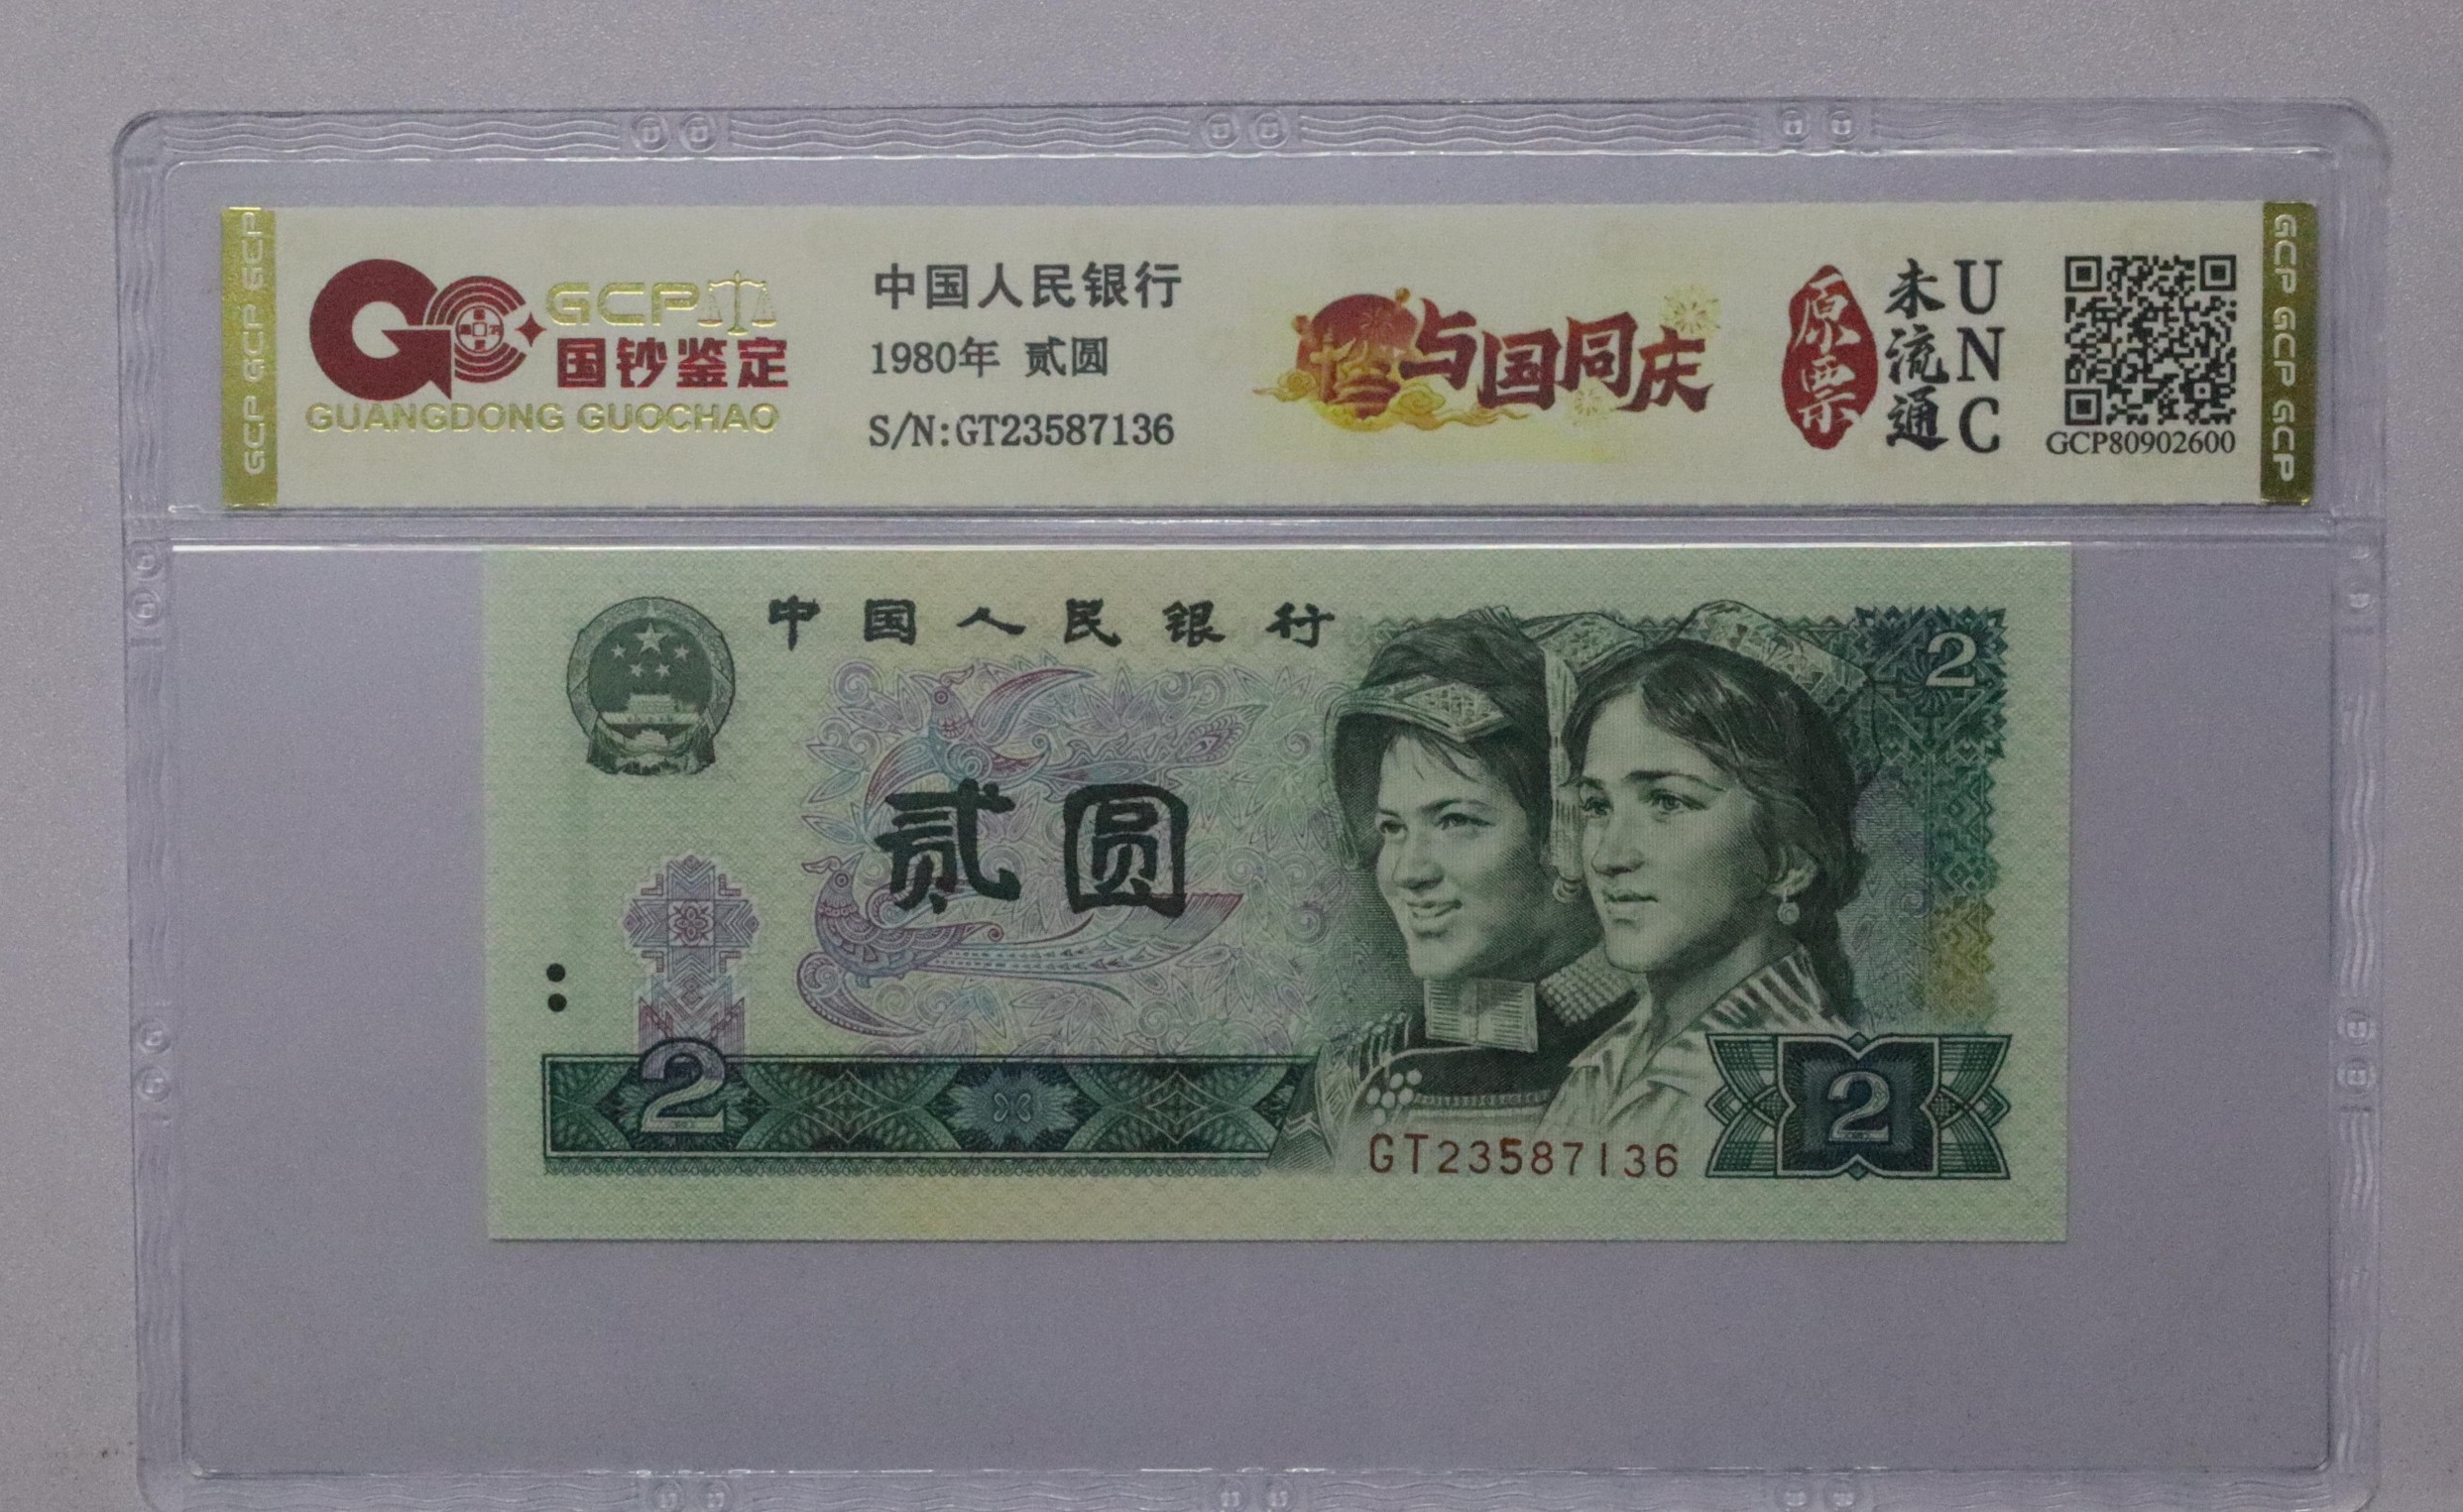 GCP GCP GCP
GCP
国钞鉴定
GUANGDONG GUOCHAO
中国人民银行
1980年 贰圆
S/N:GT23587136
与国同庆
原票
未流通
UNC
GCP80902600
GCP GCP GCP
中国人民银行
2
贰圆
2
GT23587136
2